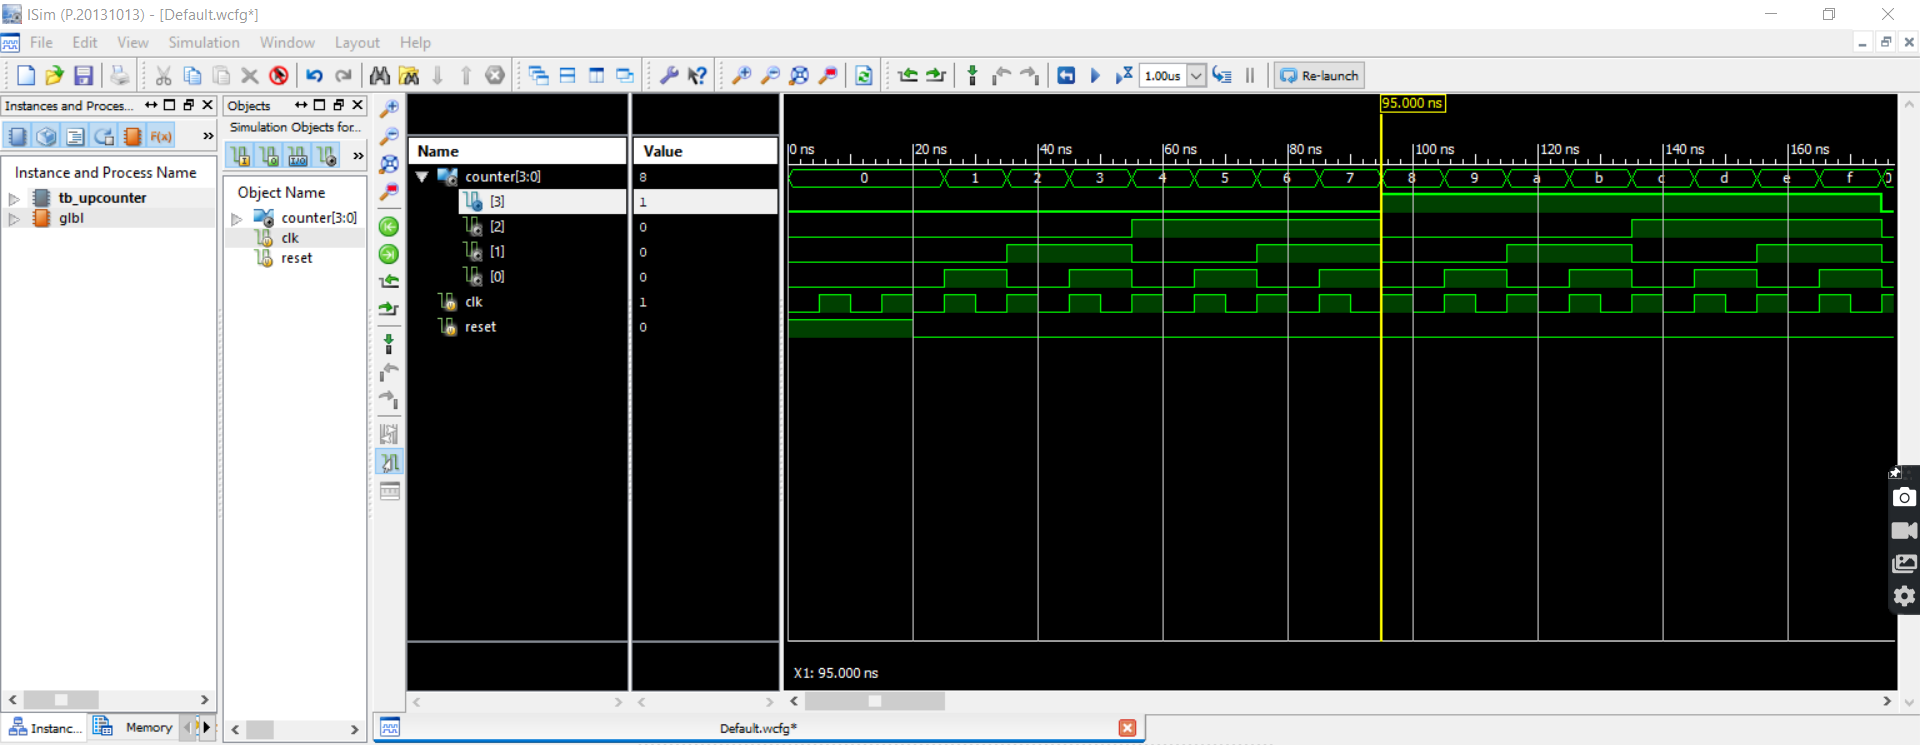 ISim (P.20131013) - [Default.wcfg*]
File Edit View Simulation Window Layout Help
1.00us Re-launch
Instances and Proces...
F(x)
Instance and Process Name
tb_upcounter
glbl
Instanc... Memory
Objects
Simulation Objects for...
Object Name
counter[3:0]
clk
reset
Name Value
counter[3:0] 8
[3] 1
[2] 0
[1] 0
[0] 0
clk 1
reset 0
95.000 ns
0 ns 20 ns 40 ns 60 ns 80 ns 100 ns 120 ns 140 ns 160 ns
0 1 2 3 4 5 6 7 8 9 a b c d e f 0
X1: 95.000 ns
Default.wcfg*